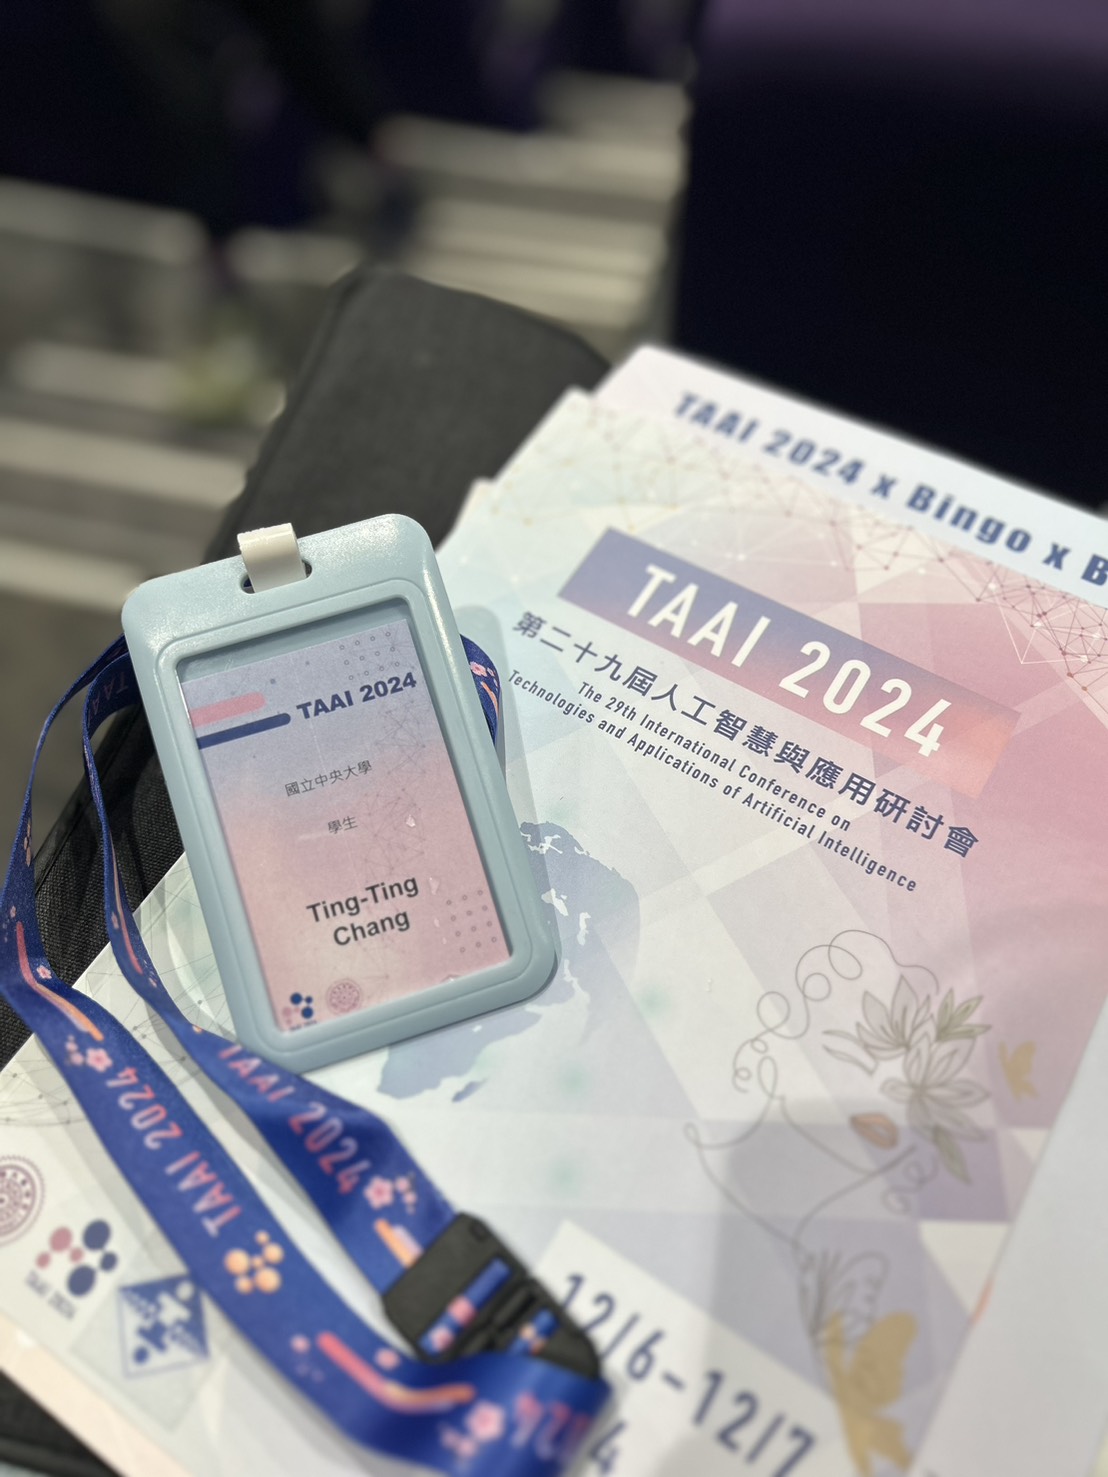 TAAI 2024 x Bingo x B
TAAI 2024
第二十九屆人工智慧與應用研討會
The 29th International Conference on
Technologies and Applications of Artificial Intelligence
TAAI 2024
國立中央大學
學生
Ting-Ting
Chang
TAAI 2024
TAAI 2024
12/6-12/7